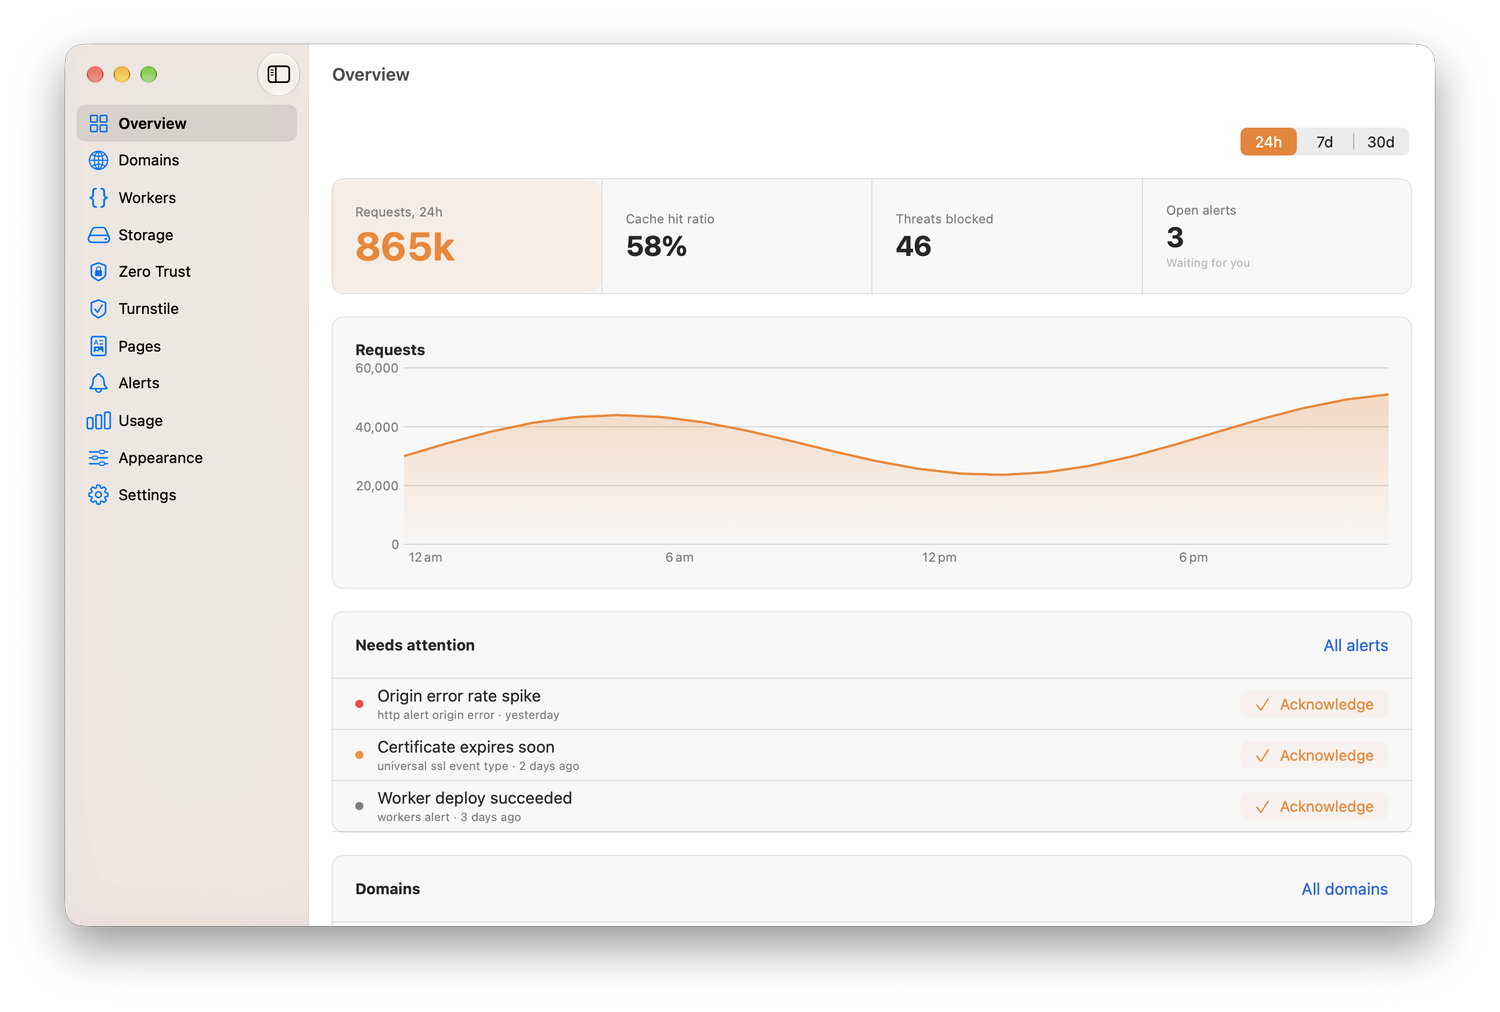 Overview
Overview
Domains
Workers
Storage
Zero Trust
Turnstile
Pages
Alerts
Usage
Appearance
Settings
24h 7d 30d
Requests, 24h
865k
Cache hit ratio
58%
Threats blocked
46
Open alerts
3
Waiting for you
Requests
60,000
40,000
20,000
0
12 am 6 am 12 pm 6 pm
Needs attention All alerts
Origin error rate spike
http alert origin error · yesterday
Acknowledge
Certificate expires soon
universal ssl event type · 2 days ago
Acknowledge
Worker deploy succeeded
workers alert · 3 days ago
Acknowledge
Domains All domains